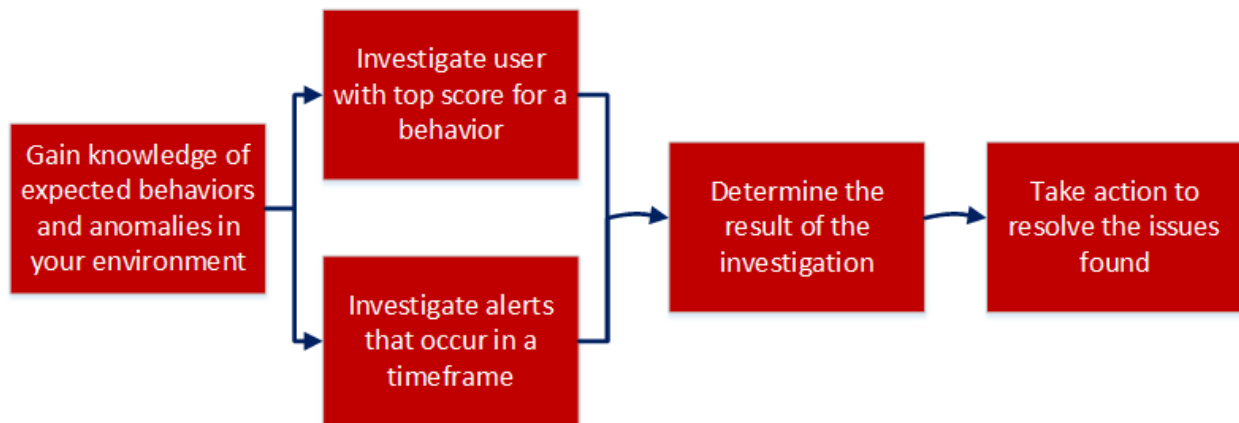 Gain knowledge of
expected behaviors
and anomalies in
your environment
Investigate user
with top score for a
behavior
Investigate alerts
that occur in a
timeframe
Determine the
result of the
investigation
Take action to
resolve the issues
found